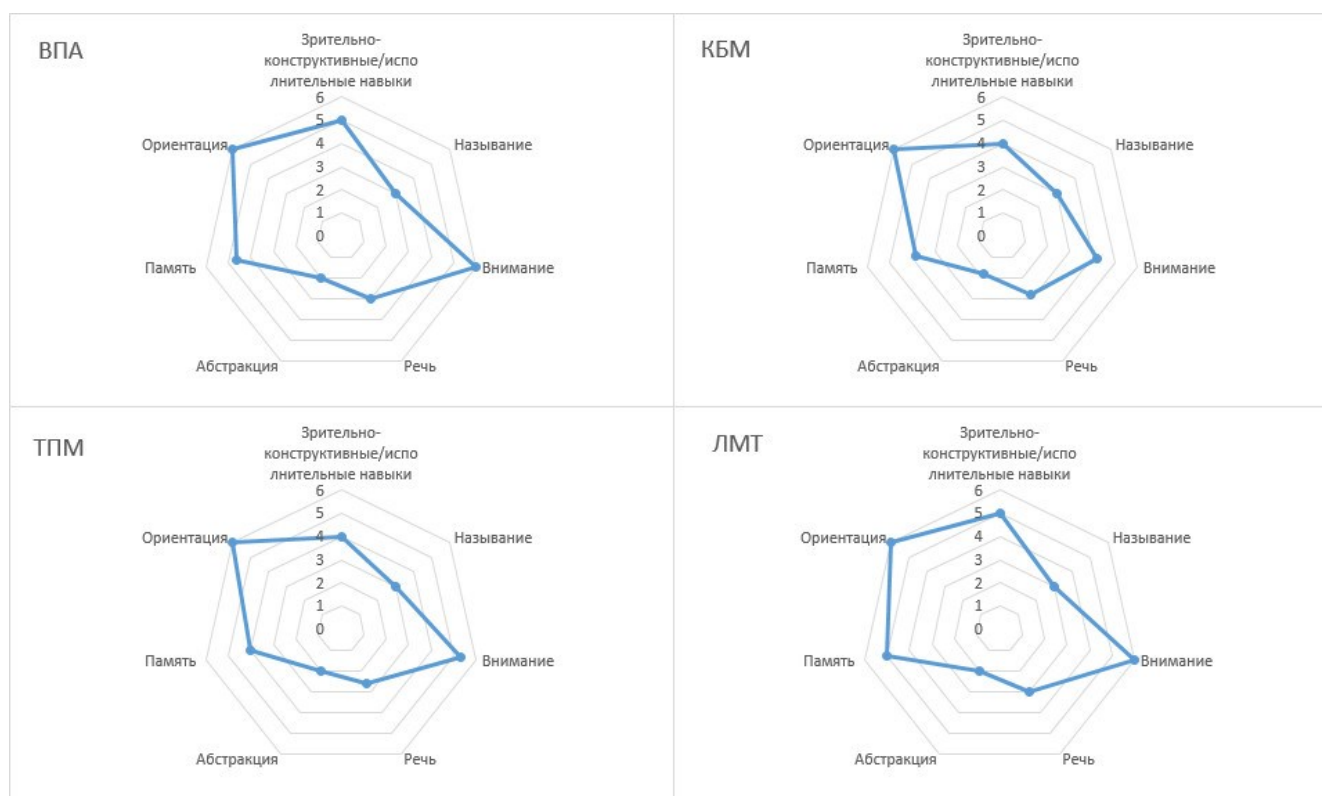 ВПА
Зрительно-
конструктивные/испо
лнительные навыки
6
5
4
3
2
1
0
Называние
Внимание
Речь
Абстракция
Память
Ориентация
КБМ
Зрительно-
конструктивные/испо
лнительные навыки
6
5
4
3
2
1
0
Называние
Внимание
Речь
Абстракция
Память
Ориентация
ТПМ
Зрительно-
конструктивные/испо
лнительные навыки
6
5
4
3
2
1
0
Называние
Внимание
Речь
Абстракция
Память
Ориентация
ЛМТ
Зрительно-
конструктивные/испо
лнительные навыки
6
5
4
3
2
1
0
Называние
Внимание
Речь
Абстракция
Память
Ориентация